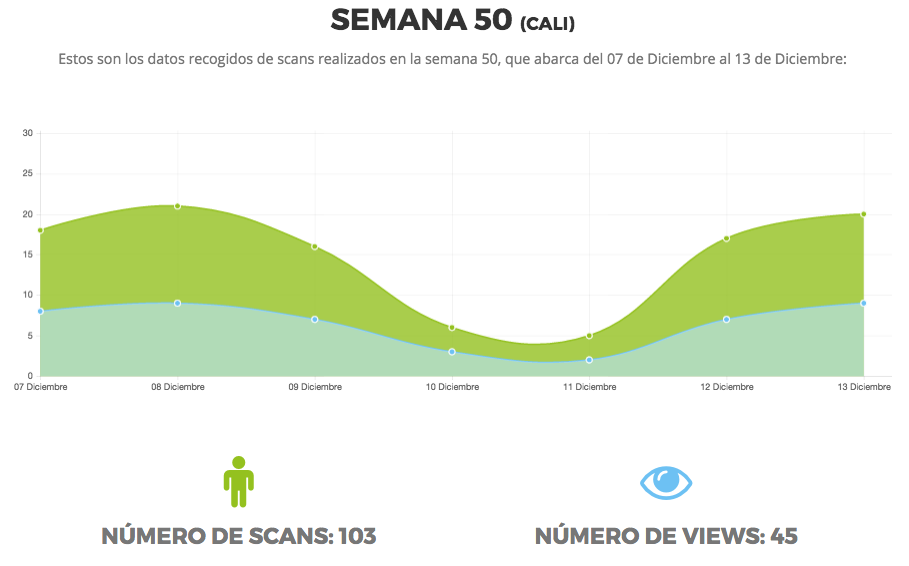 SEMANA 50 (CALI)
Estos son los datos recogidos de scans realizados en la semana 50, que abarca del 07 de Diciembre al 13 de Diciembre:
30
25
20
15
10
5
0
07 Diciembre 08 Diciembre 09 Diciembre 10 Diciembre 11 Diciembre 12 Diciembre 13 Diciembre
NÚMERO DE SCANS: 103 NÚMERO DE VIEWS: 45